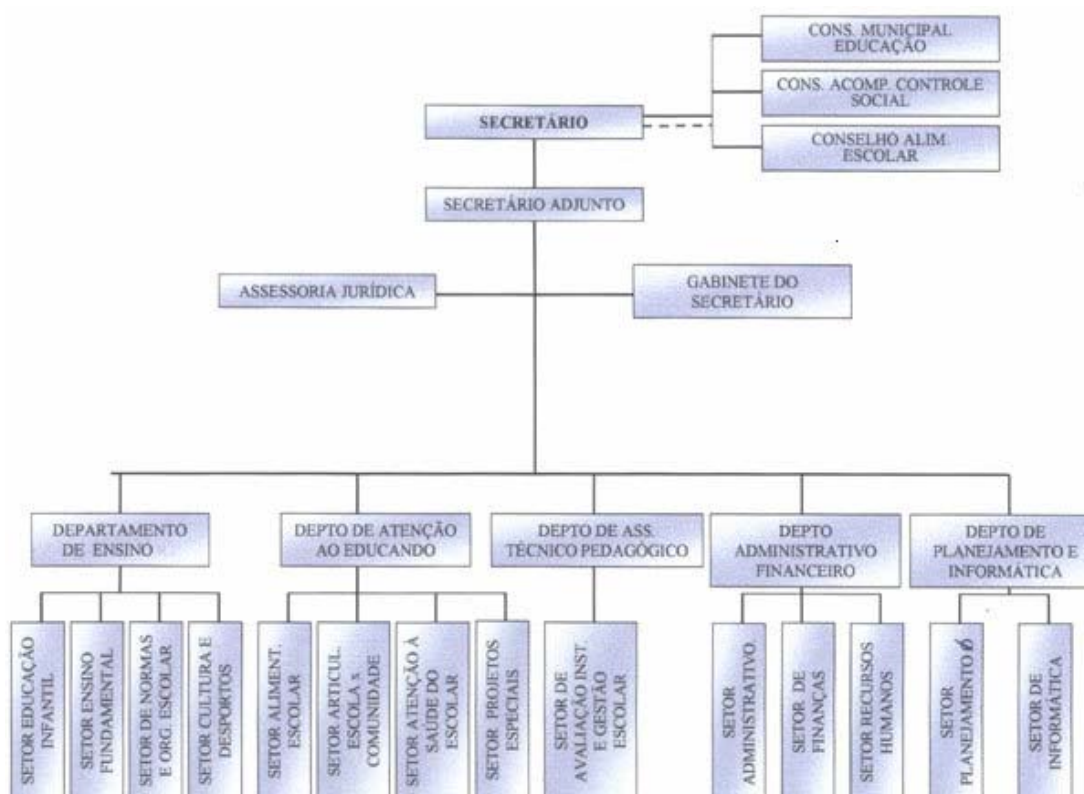 CONS. MUNICIPAL
EDUCAÇÃO
CONS. ACOMP. CONTROLE
SOCIAL
SECRETÁRIO
CONSELHO ALIM.
ESCOLAR
SECRETÁRIO ADJUNTO
ASSESSORIA JURÍDICA
GABINETE DO
SECRETÁRIO
DEPARTAMENTO
DE ENSINO
DEPTO DE ATENÇÃO
AO EDUCANDO
DEPTO DE ASS.
TÉCNICO PEDAGÓGICO
DEPTO
ADMINISTRATIVO
FINANCEIRO
DEPTO DE
PLANEJAMENTO E
INFORMÁTICA
SETOR EDUCAÇÃO
INFANTIL
SETOR ENSINO
FUNDAMENTAL
SETOR DE NORMAS
E ORG. ESCOLAR
SETOR CULTURA E
DESPORTOS
SETOR ALIMENT.
ESCOLAR
SETOR ARTICUL.
ESCOLA x
COMUNIDADE
SETOR ATENÇÃO À
SAÚDE DO
ESCOLAR
SETOR PROJETOS
ESPECIAIS
SETOR DE
AVALIAÇÃO INST.
E GESTÃO
ESCOLAR
SETOR
ADMINISTRATIVO
SETOR DE
FINANÇAS
SETOR RECURSOS
HUMANOS
SETOR
PLANEJAMENTO
SETOR DE
INFORMÁTICA